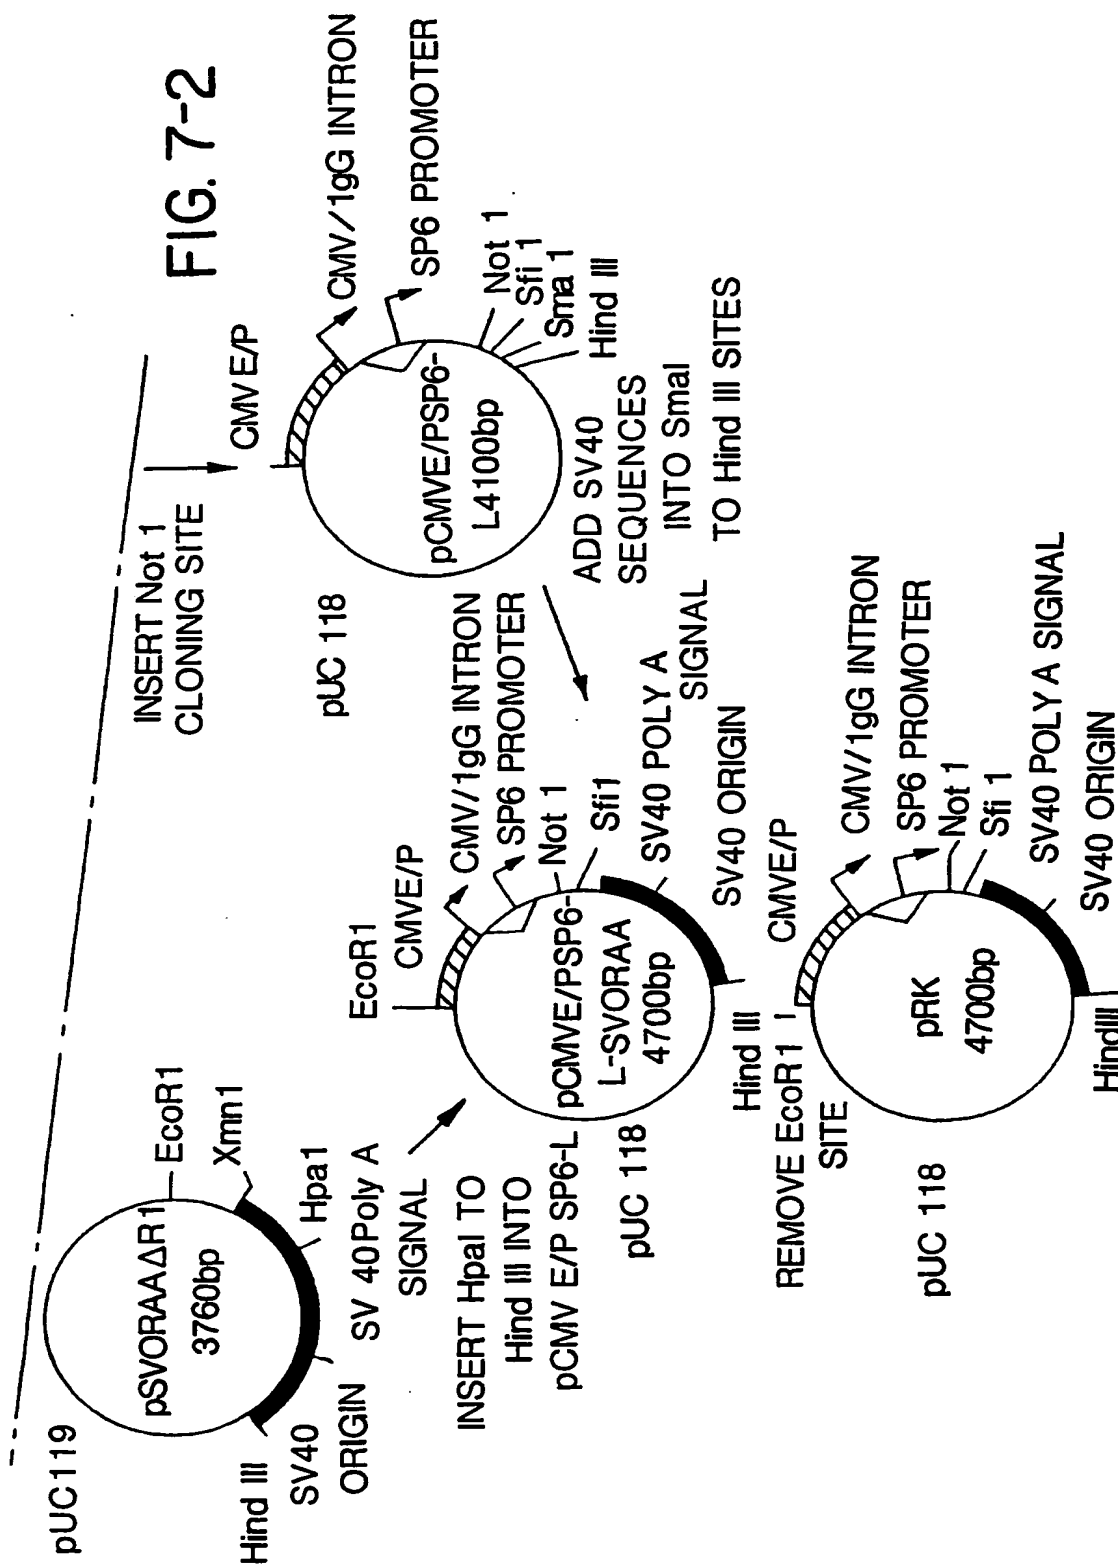 FIG. 7-2
pUC119
pSVORAAΔR1
3760bp
EcoR1
Xmn1
Hpa1
SV 40Poly A
SIGNAL
Hind III
SV40
ORIGIN
INSERT HpaI TO
Hind III INTO
pCMV E/P SP6-L
INSERT Not 1
CLONING SITE
CMV E/P
CMV/1gG INTRON
SP6 PROMOTER
pCMVE/PSP6-
L4100bp
Not 1
Sfi 1
Sma 1
Hind III
pUC 118
ADD SV40
SEQUENCES
INTO SmaI
TO Hind III SITES
EcoR1
CMVE/P
CMV/1gG INTRON
SP6 PROMOTER
Not 1
Sfi1
pCMVE/PSP6-
L-SVORAA
4700bp
SV40 POLY A
SIGNAL
SV40 ORIGIN
Hind III
pUC 118
REMOVE EcoR1
SITE
CMVE/P
CMV/1gG INTRON
SP6 PROMOTER
Not 1
Sfi 1
pRK
4700bp
SV40 POLY A SIGNAL
SV40 ORIGIN
HindIII
pUC 118